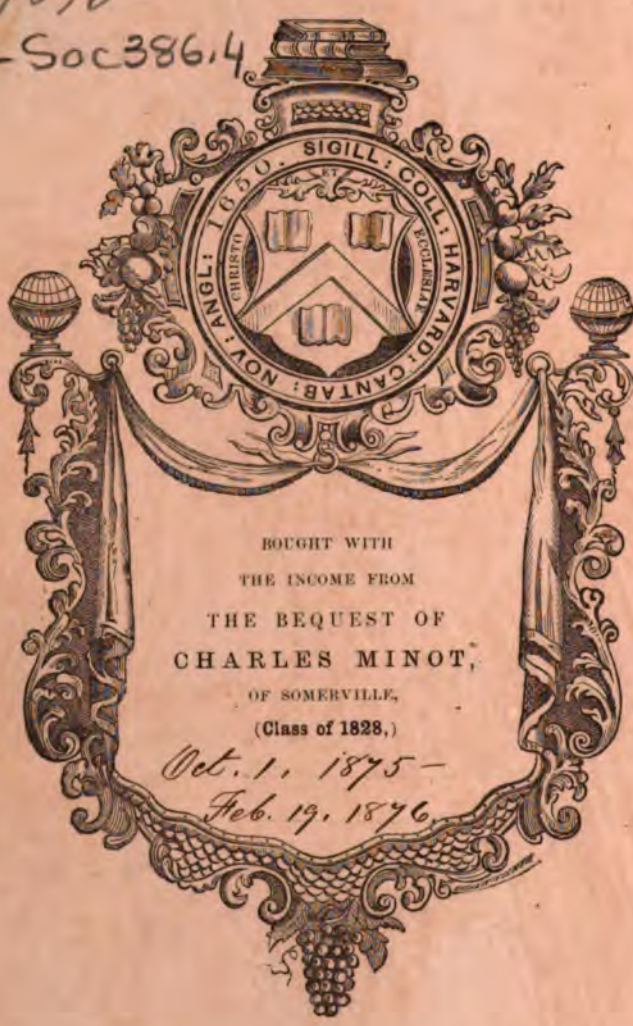 Soc386.4
1650. SIGILL: COLL: HARVARD: CANTAB: NOV: ANGL:
CHRISTO ET ECCLESIAE
BOUGHT WITH
THE INCOME FROM
THE BEQUEST OF
CHARLES MINOT,
OF SOMERVILLE,
(Class of 1828,)
Oct. 1, 1875 –
Feb. 19, 1876.